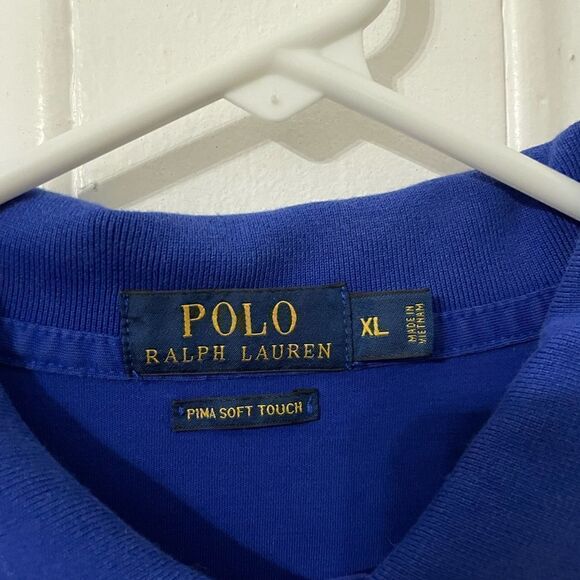 POLO
RALPH LAUREN
XL
MADE IN
VIETNAM
PIMA SOFT TOUCH